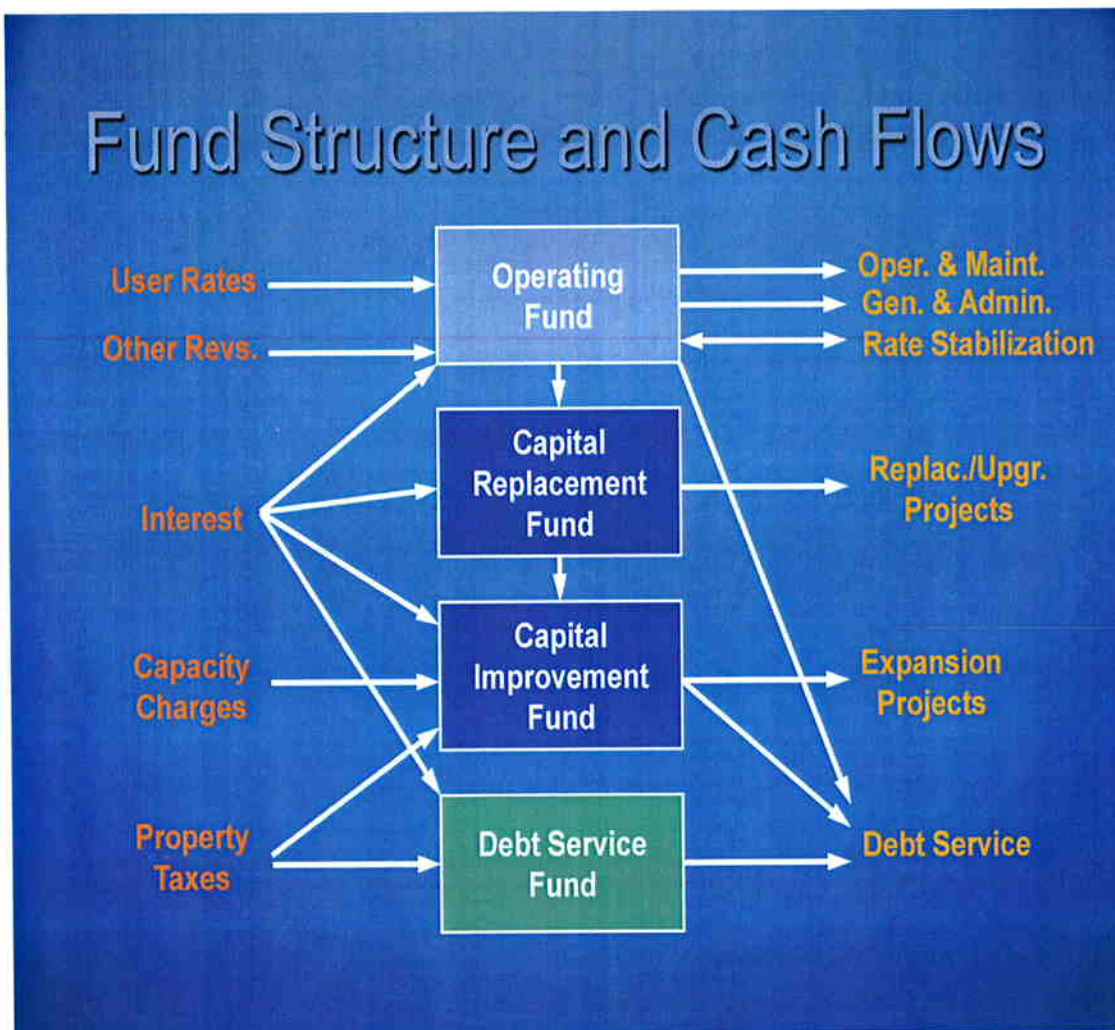 Fund Structure and Cash Flows
User Rates
Other Revs.
Interest
Capacity
Charges
Property
Taxes
Operating
Fund
Capital
Replacement
Fund
Capital
Improvement
Fund
Debt Service
Fund
Oper. & Maint.
Gen. & Admin.
Rate Stabilization
Replac./Upgr.
Projects
Expansion
Projects
Debt Service